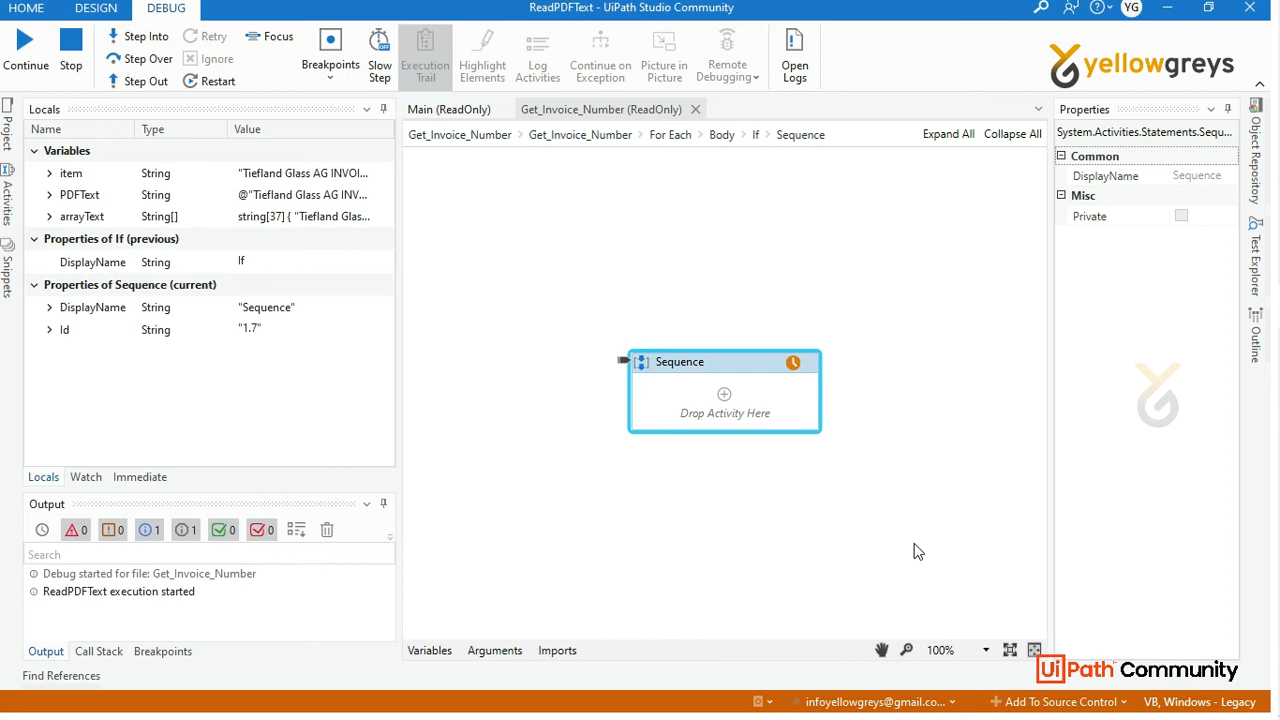 HOME DESIGN DEBUG ReadPDFText - UiPath Studio Community YG
Continue Stop Step Into Step Over Step Out Retry Ignore Restart Focus Breakpoints Slow Step Execution Trail Highlight Elements Log Activities Continue on Exception Picture in Picture Remote Debugging Open Logs
yellowgreys
Project
Activities
Snippets
Locals
Name Type Value
Variables
item String "Tiefland Glass AG INVOI...
PDFText String @"Tiefland Glass AG INV...
arrayText String[] string[37] { "Tiefland Glas...
Properties of If (previous)
DisplayName String If
Properties of Sequence (current)
DisplayName String "Sequence"
Id String "1.7"
Locals Watch Immediate
Output
0 0 1 1 0 0
Search
Debug started for file: Get_Invoice_Number
ReadPDFText execution started
Output Call Stack Breakpoints
Find References
Main (ReadOnly) Get_Invoice_Number (ReadOnly)
Get_Invoice_Number > Get_Invoice_Number > For Each > Body > If > Sequence Expand All Collapse All
Sequence
Drop Activity Here
Variables Arguments Imports 100%
Properties
System.Activities.Statements.Sequ...
Common
DisplayName Sequence
Misc
Private
Object Repository
Test Explorer
Outline
UiPath Community
infoyellowgreys@gmail.co... Add To Source Control VB, Windows - Legacy